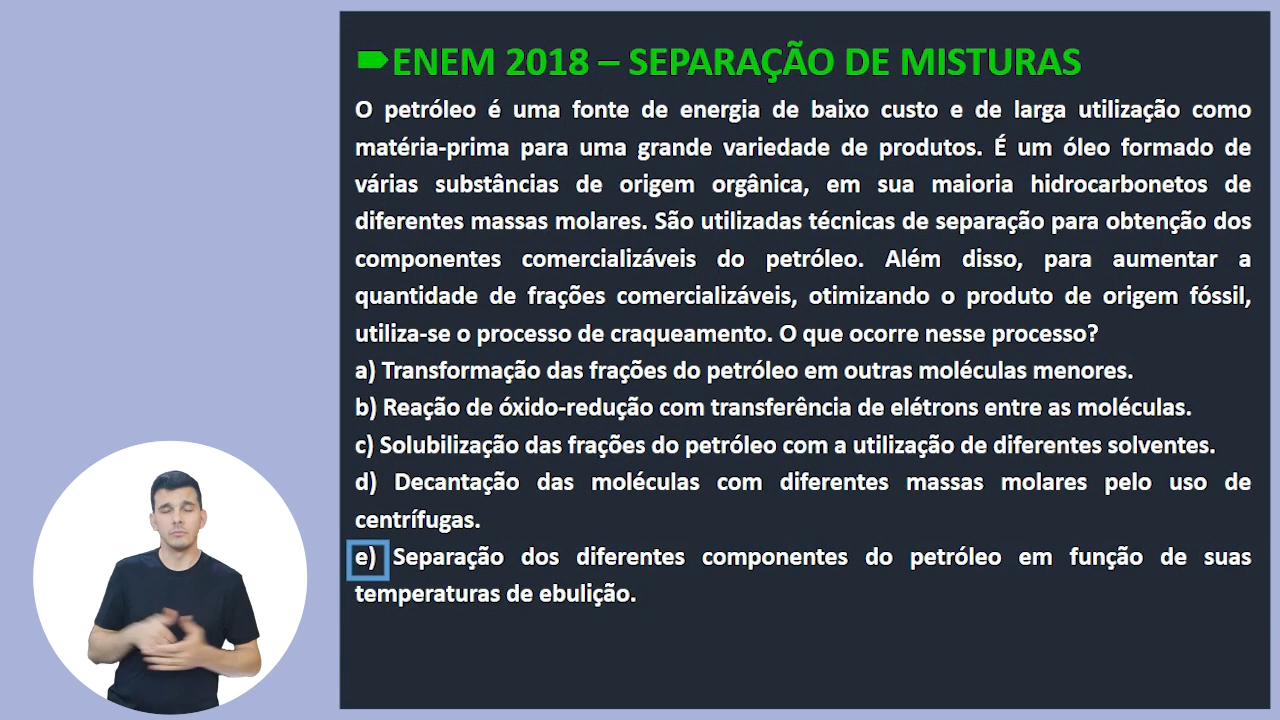 ENEM 2018 – SEPARAÇÃO DE MISTURAS
O petróleo é uma fonte de energia de baixo custo e de larga utilização como
matéria-prima para uma grande variedade de produtos. É um óleo formado de
várias substâncias de origem orgânica, em sua maioria hidrocarbonetos de
diferentes massas molares. São utilizadas técnicas de separação para obtenção dos
componentes comercializáveis do petróleo. Além disso, para aumentar a
quantidade de frações comercializáveis, otimizando o produto de origem fóssil,
utiliza-se o processo de craqueamento. O que ocorre nesse processo?
a) Transformação das frações do petróleo em outras moléculas menores.
b) Reação de óxido-redução com transferência de elétrons entre as moléculas.
c) Solubilização das frações do petróleo com a utilização de diferentes solventes.
d) Decantação das moléculas com diferentes massas molares pelo uso de
centrífugas.
e) Separação dos diferentes componentes do petróleo em função de suas
temperaturas de ebulição.